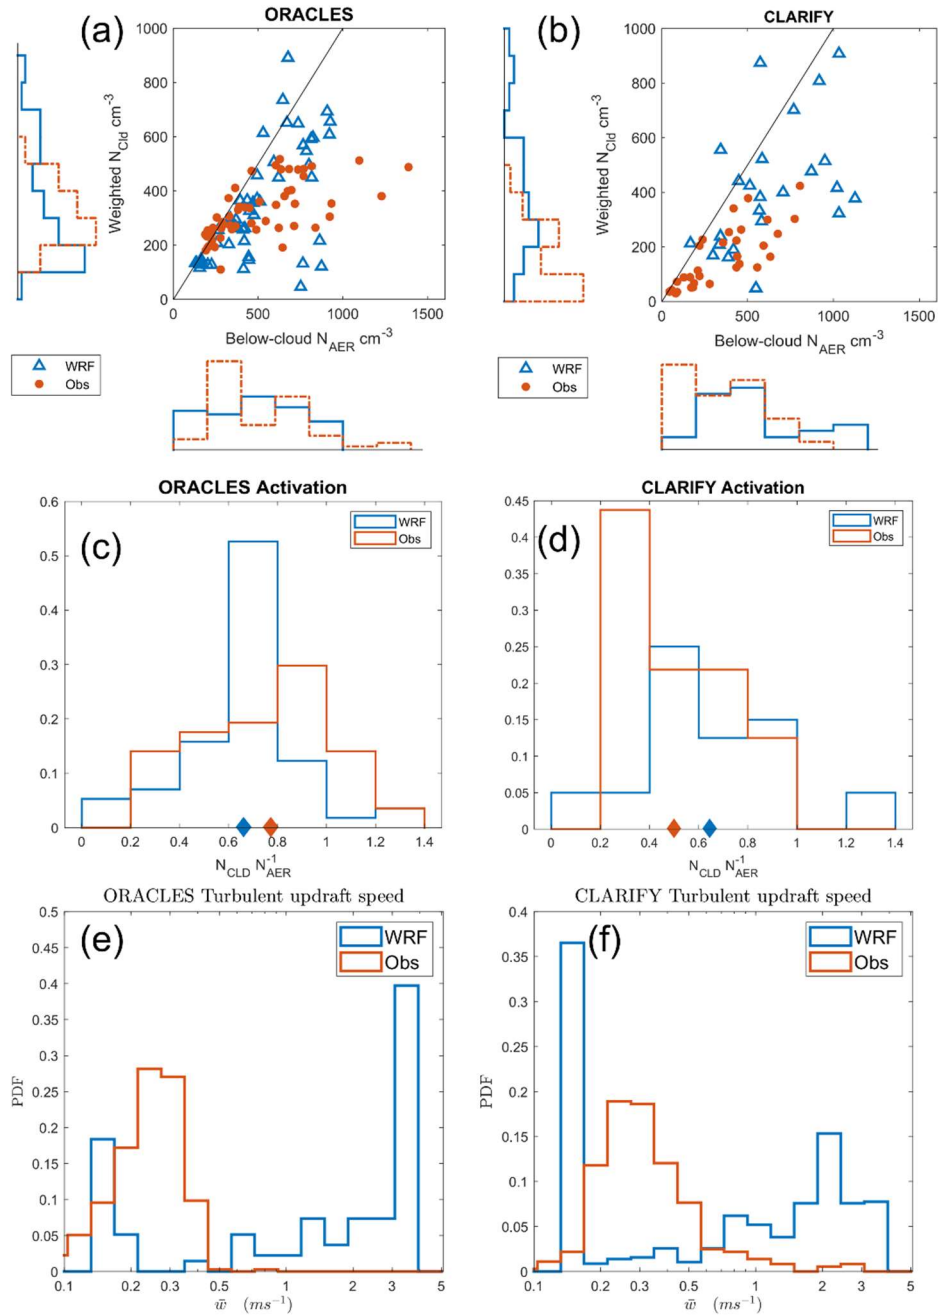 (a) ORACLES
1000
800
600
400
200
0
Weighted N_Cld cm^-3
0 500 1000 1500
Below-cloud N_AER cm^-3
WRF
Obs
(b) CLARIFY
1000
800
600
400
200
0
Weighted N_Cld cm^-3
0 500 1000 1500
Below-cloud N_AER cm^-3
WRF
Obs
ORACLES Activation
(c)
WRF
Obs
0.6
0.5
0.4
0.3
0.2
0.1
0
0 0.2 0.4 0.6 0.8 1 1.2 1.4
N_CLD N_AER^-1
CLARIFY Activation
(d)
WRF
Obs
0.45
0.4
0.35
0.3
0.25
0.2
0.15
0.1
0.05
0
0 0.2 0.4 0.6 0.8 1 1.2 1.4
N_CLD N_AER^-1
ORACLES Turbulent updraft speed
(e)
WRF
Obs
0.5
0.45
0.4
0.35
0.3
0.25
0.2
0.15
0.1
0.05
0
PDF
0.1 0.2 0.3 1 2 3 5
w̄ (ms^-1)
CLARIFY Turbulent updraft speed
(f)
WRF
Obs
0.4
0.35
0.3
0.25
0.2
0.15
0.1
0.05
0
PDF
0.1 0.2 0.3 1 2 3 5
w̄ (ms^-1)